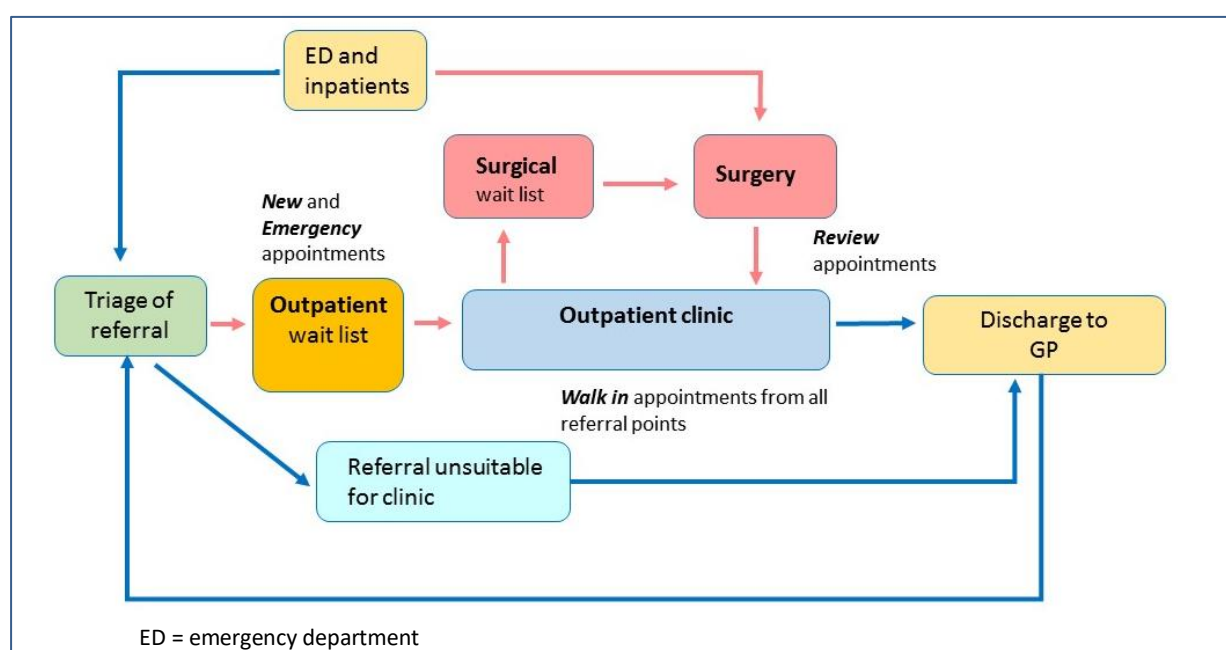 ED and
inpatients
Surgical
wait list
Surgery
New and
Emergency
appointments
Review
appointments
Triage of
referral
Outpatient
wait list
Outpatient clinic
Discharge to
GP
Walk in appointments from all
referral points
Referral unsuitable
for clinic
ED = emergency department